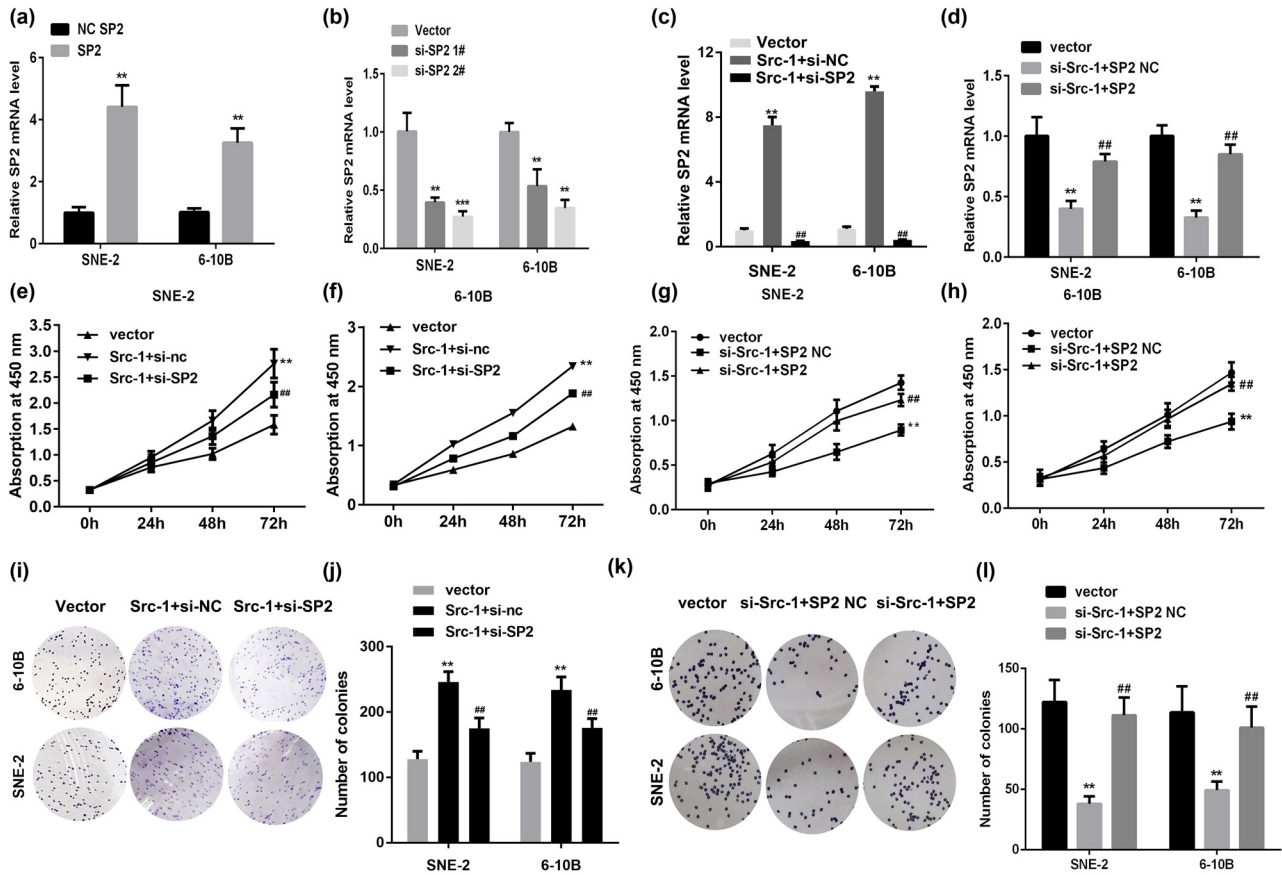 (a)
NC SP2
SP2
Relative SP2 mRNA level
6
4
2
0
**
**
SNE-2
6-10B
(b)
Vector
si-SP2 1#
si-SP2 2#
Relative SP2 mRNA level
1.5
1.0
0.5
0.0
**
***
**
**
SNE-2
6-10B
(c)
Vector
Src-1+si-NC
Src-1+si-SP2
Relative SP2 mRNA level
12
8
4
0
**
##
**
##
SNE-2
6-10B
(d)
vector
si-Src-1+SP2 NC
si-Src-1+SP2
Relative SP2 mRNA level
1.5
1.0
0.5
0.0
**
##
**
##
SNE-2
6-10B
(e)
SNE-2
vector
Src-1+si-nc
Src-1+si-SP2
Absorption at 450 nm
3.5
3.0
2.5
2.0
1.5
1.0
0.5
0.0
**
##
0h
24h
48h
72h
(f)
6-10B
vector
Src-1+si-nc
Src-1+si-SP2
Absorption at 450 nm
3
2
1
0
**
##
0h
24h
48h
72h
(g)
SNE-2
vector
si-Src-1+SP2 NC
si-Src-1+SP2
Absorption at 450 nm
2.0
1.5
1.0
0.5
0.0
##
**
0h
24h
48h
72h
(h)
6-10B
vector
si-Src-1+SP2 NC
si-Src-1+SP2
Absorption at 450 nm
2.0
1.5
1.0
0.5
0.0
##
**
0h
24h
48h
72h
(i)
Vector
Src-1+si-NC
Src-1+si-SP2
6-10B
SNE-2
(j)
vector
Src-1+si-nc
Src-1+si-SP2
Number of colonies
300
200
100
0
**
##
**
##
SNE-2
6-10B
(k)
vector
si-Src-1+SP2 NC
si-Src-1+SP2
6-10B
SNE-2
(l)
vector
si-Src-1+SP2 NC
si-Src-1+SP2
Number of colonies
150
100
50
0
**
##
**
##
SNE-2
6-10B